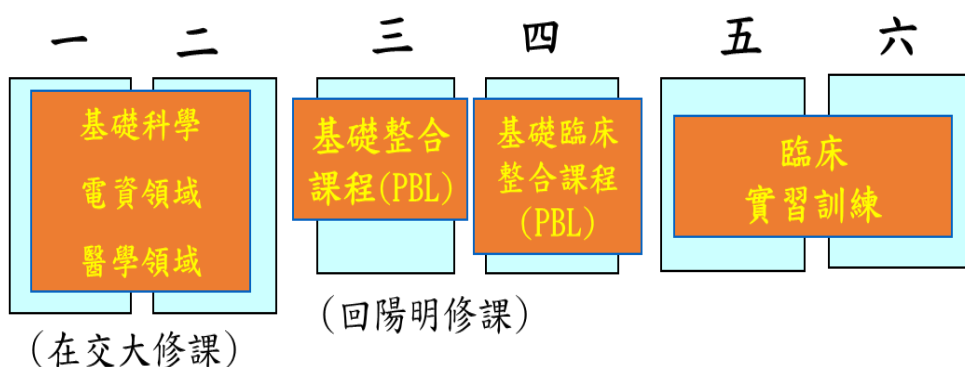 一 二 三 四 五 六
基礎科學
電資領域
醫學領域
基礎整合
課程(PBL)
基礎臨床
整合課程
(PBL)
臨床
實習訓練
(在交大修課)
(回陽明修課)